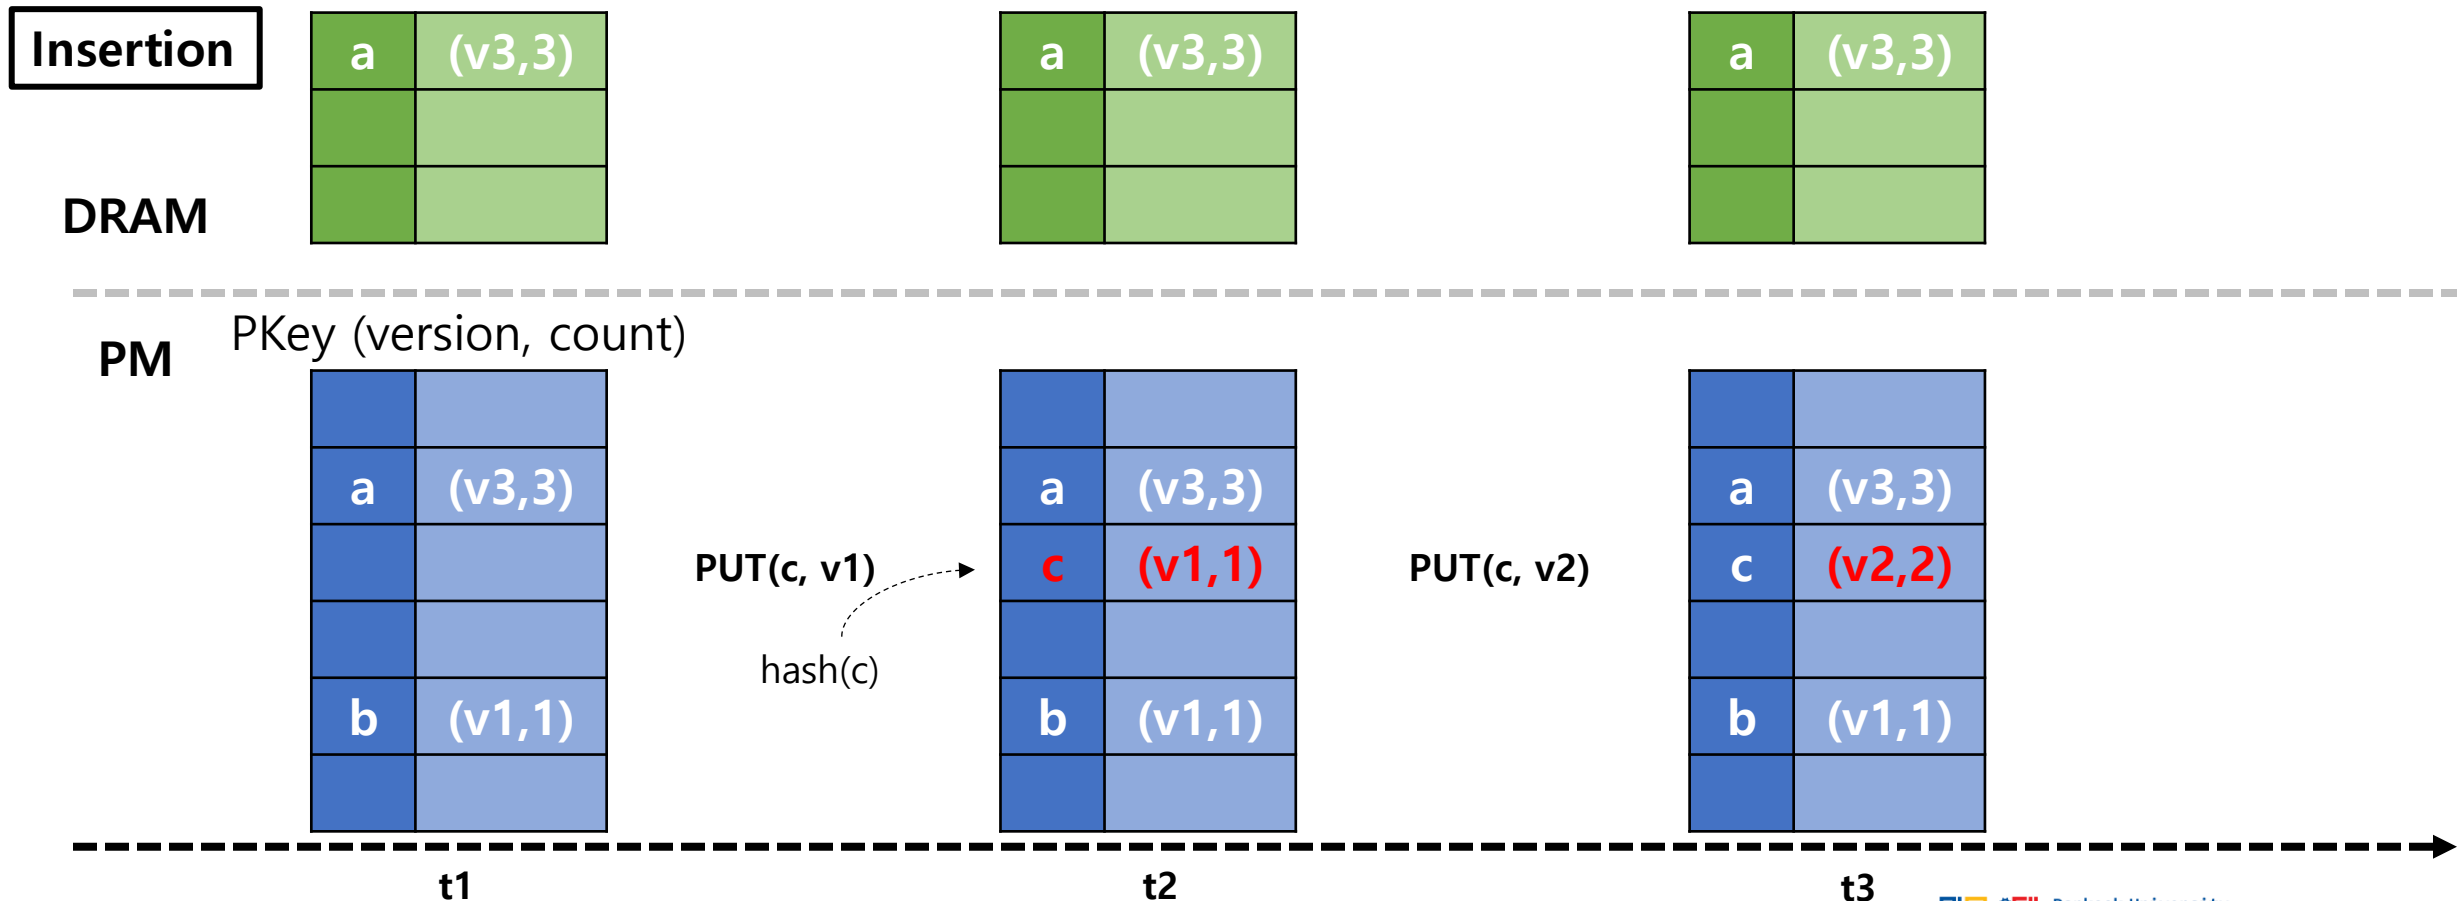 Insertion
a (v3,3)
a (v3,3)
a (v3,3)
DRAM
PM
PKey (version, count)
a (v3,3)
b (v1,1)
PUT(c, v1)
hash(c)
a (v3,3)
c (v1,1)
b (v1,1)
PUT(c, v2)
a (v3,3)
c (v2,2)
b (v1,1)
t1
t2
t3